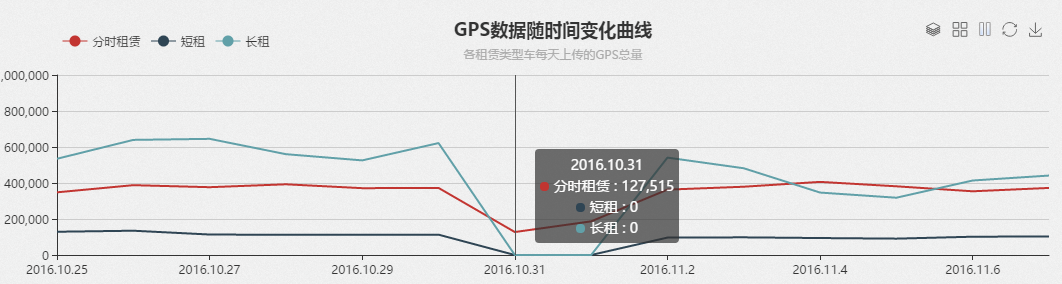 GPS数据随时间变化曲线
各租赁类型车每天上传的GPS总量
分时租赁 短租 长租
,000,000
800,000
600,000
400,000
200,000
0
2016.10.31
分时租赁 : 127,515
短租 : 0
长租 : 0
2016.10.25 2016.10.27 2016.10.29 2016.10.31 2016.11.2 2016.11.4 2016.11.6